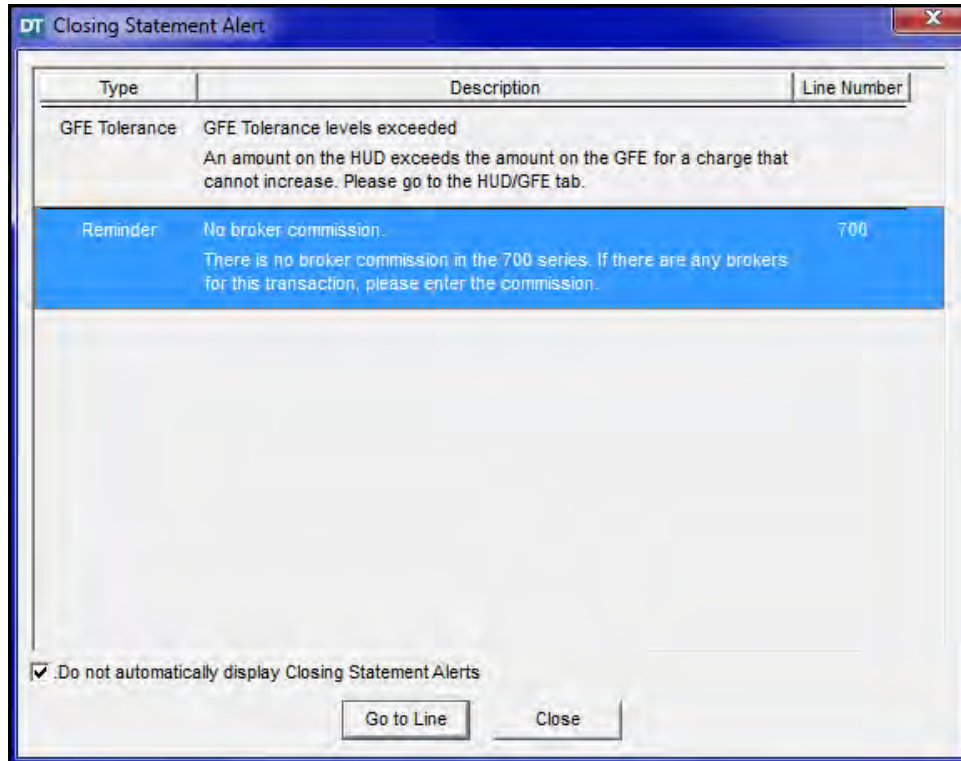 DT Closing Statement Alert
X
Type Description Line Number
GFE Tolerance GFE Tolerance levels exceeded
An amount on the HUD exceeds the amount on the GFE for a charge that
cannot increase. Please go to the HUD/GFE tab.
Reminder No broker commission. 700
There is no broker commission in the 700 series. If there are any brokers
for this transaction, please enter the commission.
.Do not automatically display Closing Statement Alerts
Go to Line Close